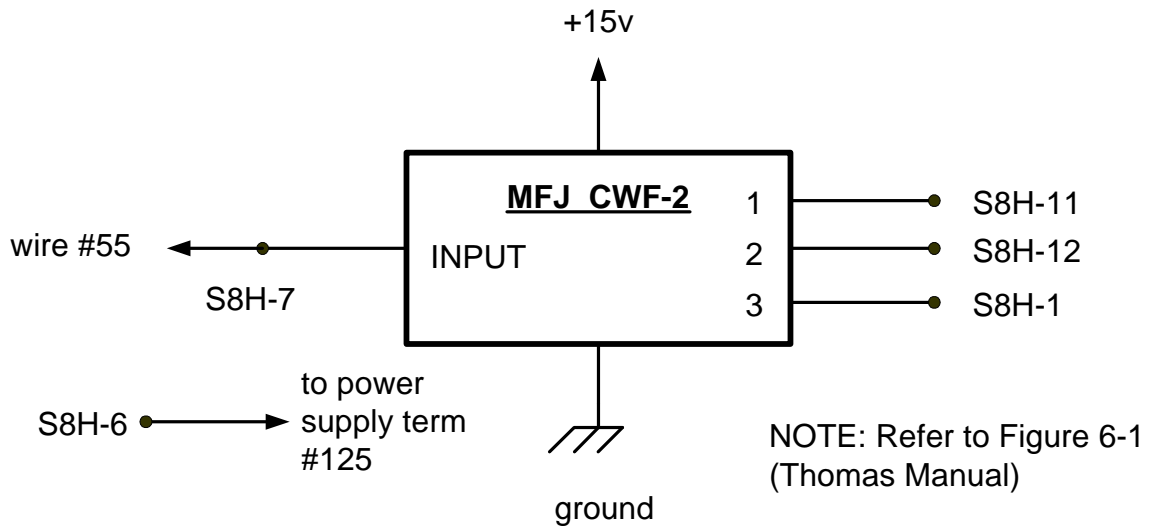 +15v
MFJ CWF-2
1
S8H-11
wire #55
INPUT
2
S8H-12
S8H-7
3
S8H-1
to power
S8H-6
supply term
#125
NOTE: Refer to Figure 6-1
(Thomas Manual)
ground